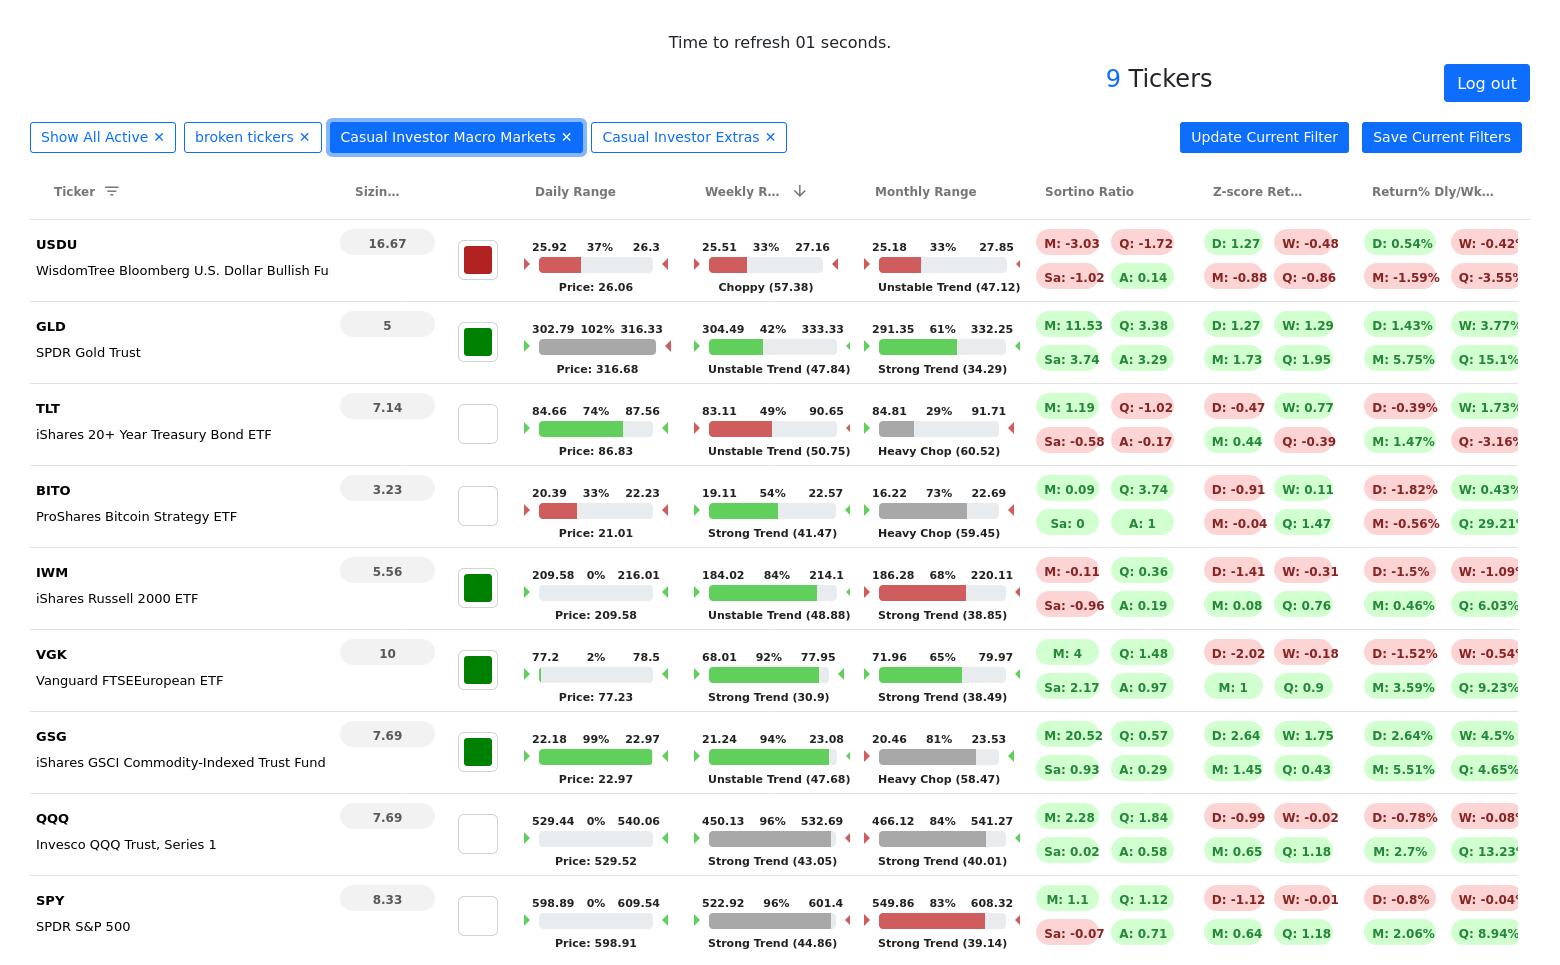 Time to refresh 01 seconds.
9 Tickers
Log out
Show All Active ✕ broken tickers ✕ Casual Investor Macro Markets ✕ Casual Investor Extras ✕ Update Current Filter Save Current Filters
Ticker Sizin... Daily Range Weekly R... Monthly Range Sortino Ratio Z-score Ret... Return% Dly/Wk...
USDU 16.67 25.92 37% 26.3 25.51 33% 27.16 25.18 33% 27.85 M: -3.03 Q: -1.72 D: 1.27 W: -0.48 D: 0.54% W: -0.42%
WisdomTree Bloomberg U.S. Dollar Bullish Fu Price: 26.06 Choppy (57.38) Unstable Trend (47.12) Sa: -1.02 A: 0.14 M: -0.88 Q: -0.86 M: -1.59% Q: -3.55%
GLD 5 302.79 102% 316.33 304.49 42% 333.33 291.35 61% 332.25 M: 11.53 Q: 3.38 D: 1.27 W: 1.29 D: 1.43% W: 3.77%
SPDR Gold Trust Price: 316.68 Unstable Trend (47.84) Strong Trend (34.29) Sa: 3.74 A: 3.29 M: 1.73 Q: 1.95 M: 5.75% Q: 15.1%
TLT 7.14 84.66 74% 87.56 83.11 49% 90.65 84.81 29% 91.71 M: 1.19 Q: -1.02 D: -0.47 W: 0.77 D: -0.39% W: 1.73%
iShares 20+ Year Treasury Bond ETF Price: 86.83 Unstable Trend (50.75) Heavy Chop (60.52) Sa: -0.58 A: -0.17 M: 0.44 Q: -0.39 M: 1.47% Q: -3.16%
BITO 3.23 20.39 33% 22.23 19.11 54% 22.57 16.22 73% 22.69 M: 0.09 Q: 3.74 D: -0.91 W: 0.11 D: -1.82% W: 0.43%
ProShares Bitcoin Strategy ETF Price: 21.01 Strong Trend (41.47) Heavy Chop (59.45) Sa: 0 A: 1 M: -0.04 Q: 1.47 M: -0.56% Q: 29.21%
IWM 5.56 209.58 0% 216.01 184.02 84% 214.1 186.28 68% 220.11 M: -0.11 Q: 0.36 D: -1.41 W: -0.31 D: -1.5% W: -1.09%
iShares Russell 2000 ETF Price: 209.58 Unstable Trend (48.88) Strong Trend (38.85) Sa: -0.96 A: 0.19 M: 0.08 Q: 0.76 M: 0.46% Q: 6.03%
VGK 10 77.2 2% 78.5 68.01 92% 77.95 71.96 65% 79.97 M: 4 Q: 1.48 D: -2.02 W: -0.18 D: -1.52% W: -0.54%
Vanguard FTSEEuropean ETF Price: 77.23 Strong Trend (30.9) Strong Trend (38.49) Sa: 2.17 A: 0.97 M: 1 Q: 0.9 M: 3.59% Q: 9.23%
GSG 7.69 22.18 99% 22.97 21.24 94% 23.08 20.46 81% 23.53 M: 20.52 Q: 0.57 D: 2.64 W: 1.75 D: 2.64% W: 4.5%
iShares GSCI Commodity-Indexed Trust Fund Price: 22.97 Unstable Trend (47.68) Heavy Chop (58.47) Sa: 0.93 A: 0.29 M: 1.45 Q: 0.43 M: 5.51% Q: 4.65%
QQQ 7.69 529.44 0% 540.06 450.13 96% 532.69 466.12 84% 541.27 M: 2.28 Q: 1.84 D: -0.99 W: -0.02 D: -0.78% W: -0.08%
Invesco QQQ Trust, Series 1 Price: 529.52 Strong Trend (43.05) Strong Trend (40.01) Sa: 0.02 A: 0.58 M: 0.65 Q: 1.18 M: 2.7% Q: 13.23%
SPY 8.33 598.89 0% 609.54 522.92 96% 601.4 549.86 83% 608.32 M: 1.1 Q: 1.12 D: -1.12 W: -0.01 D: -0.8% W: -0.04%
SPDR S&P 500 Price: 598.91 Strong Trend (44.86) Strong Trend (39.14) Sa: -0.07 A: 0.71 M: 0.64 Q: 1.18 M: 2.06% Q: 8.94%